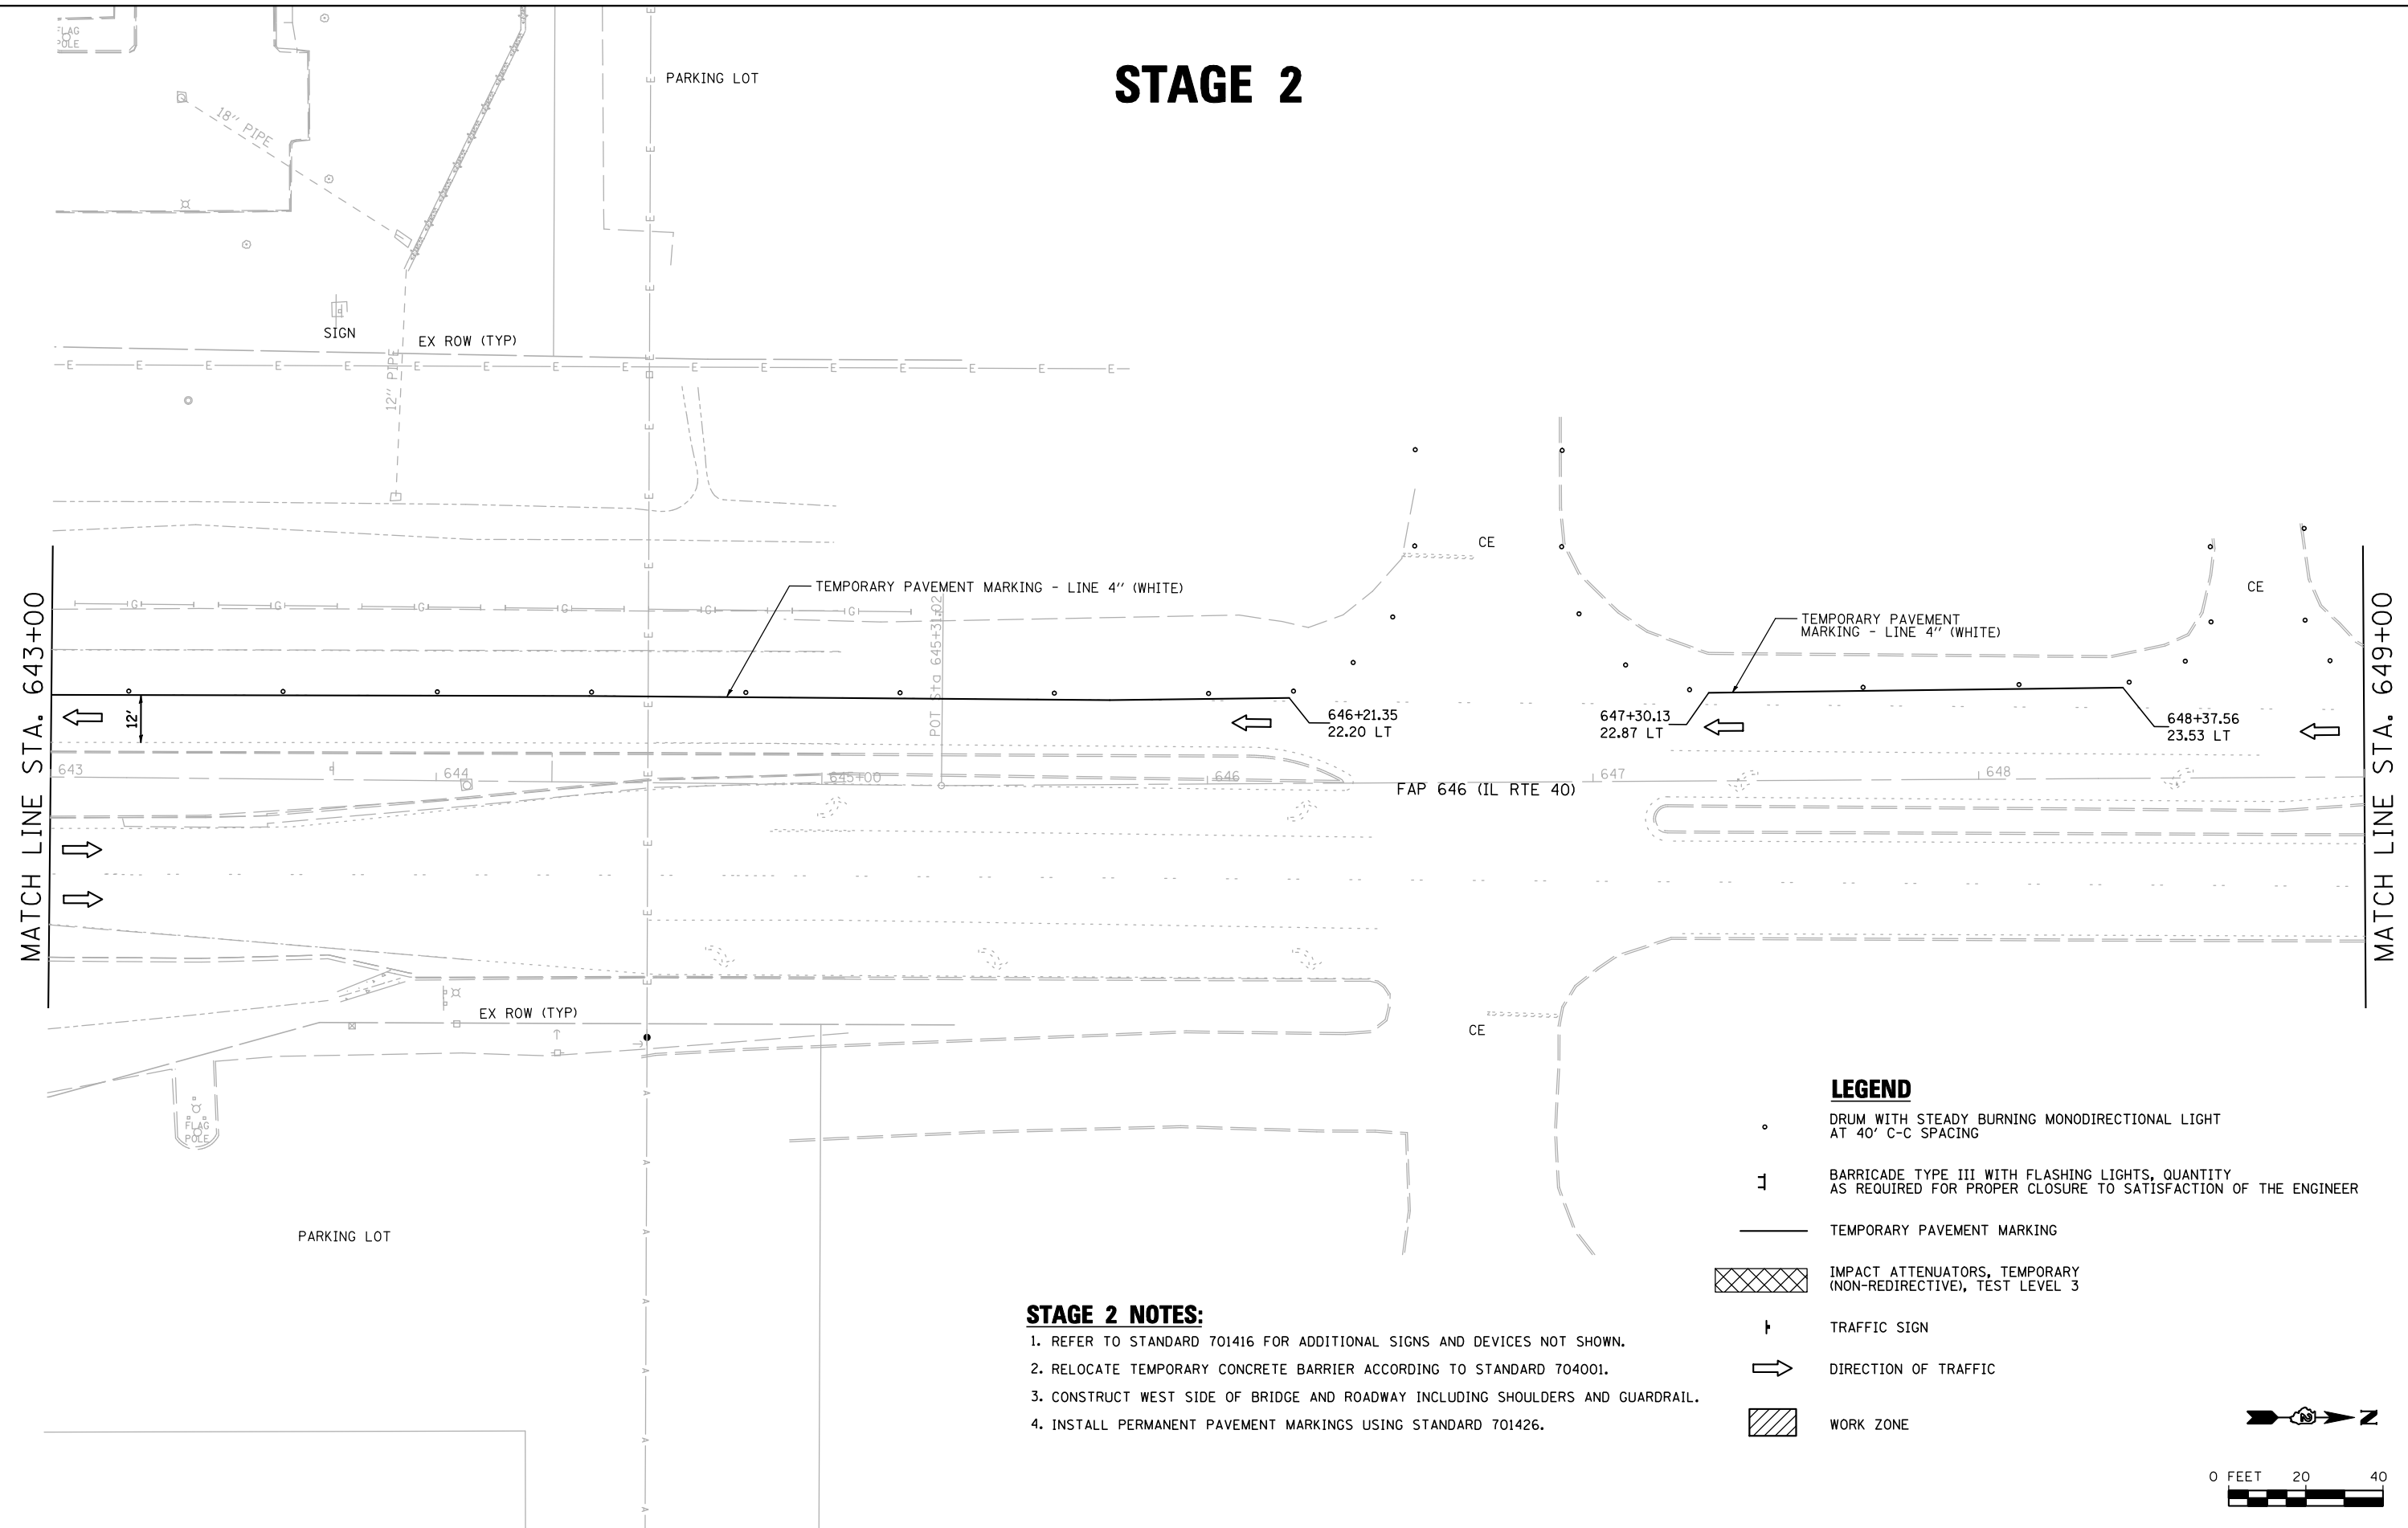 STAGE 2
FLAG
POLE
18'' PIPE
PARKING LOT
SIGN
EX ROW (TYP)
12'' PIPE
E E E E E E E E E E E E E E E E
G G G G G G
TEMPORARY PAVEMENT MARKING - LINE 4'' (WHITE)
CE
CE
TEMPORARY PAVEMENT
MARKING - LINE 4'' (WHITE)
MATCH LINE STA. 643+00
MATCH LINE STA. 649+00
12'
POT Sta 645+31.02
646+21.35
22.20 LT
647+30.13
22.87 LT
648+37.56
23.53 LT
643
644
645+00
646
647
648
FAP 646 (IL RTE 40)
EX ROW (TYP)
CE
FLAG
POLE
PARKING LOT
LEGEND
DRUM WITH STEADY BURNING MONODIRECTIONAL LIGHT
AT 40' C-C SPACING
BARRICADE TYPE III WITH FLASHING LIGHTS, QUANTITY
AS REQUIRED FOR PROPER CLOSURE TO SATISFACTION OF THE ENGINEER
TEMPORARY PAVEMENT MARKING
IMPACT ATTENUATORS, TEMPORARY
(NON-REDIRECTIVE), TEST LEVEL 3
TRAFFIC SIGN
DIRECTION OF TRAFFIC
WORK ZONE
STAGE 2 NOTES:
1. REFER TO STANDARD 701416 FOR ADDITIONAL SIGNS AND DEVICES NOT SHOWN.
2. RELOCATE TEMPORARY CONCRETE BARRIER ACCORDING TO STANDARD 704001.
3. CONSTRUCT WEST SIDE OF BRIDGE AND ROADWAY INCLUDING SHOULDERS AND GUARDRAIL.
4. INSTALL PERMANENT PAVEMENT MARKINGS USING STANDARD 701426.
N
0 FEET 20 40